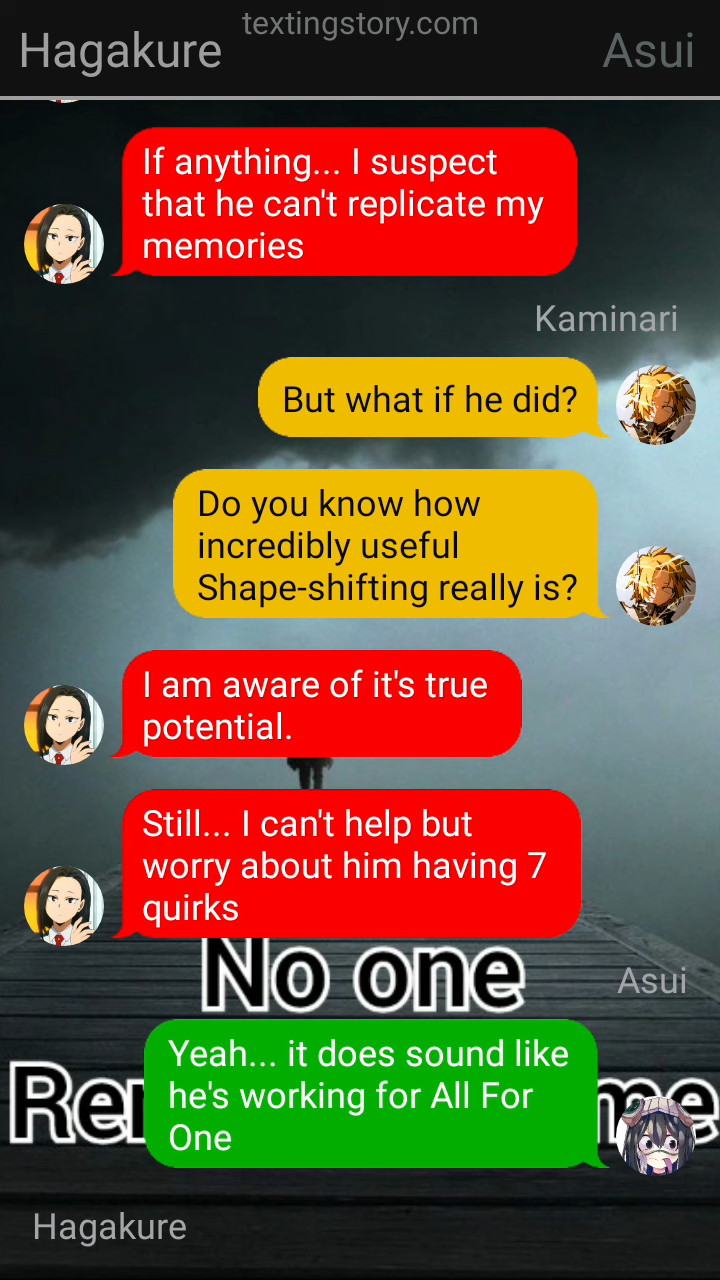 textingstory.com
Hagakure
Asui
If anything... I suspect
that he can't replicate my
memories
Kaminari
But what if he did?
Do you know how
incredibly useful
Shape-shifting really is?
I am aware of it's true
potential.
Still... I can't help but
worry about him having 7
quirks
No one
Asui
Yeah... it does sound like
he's working for All For
One
Hagakure